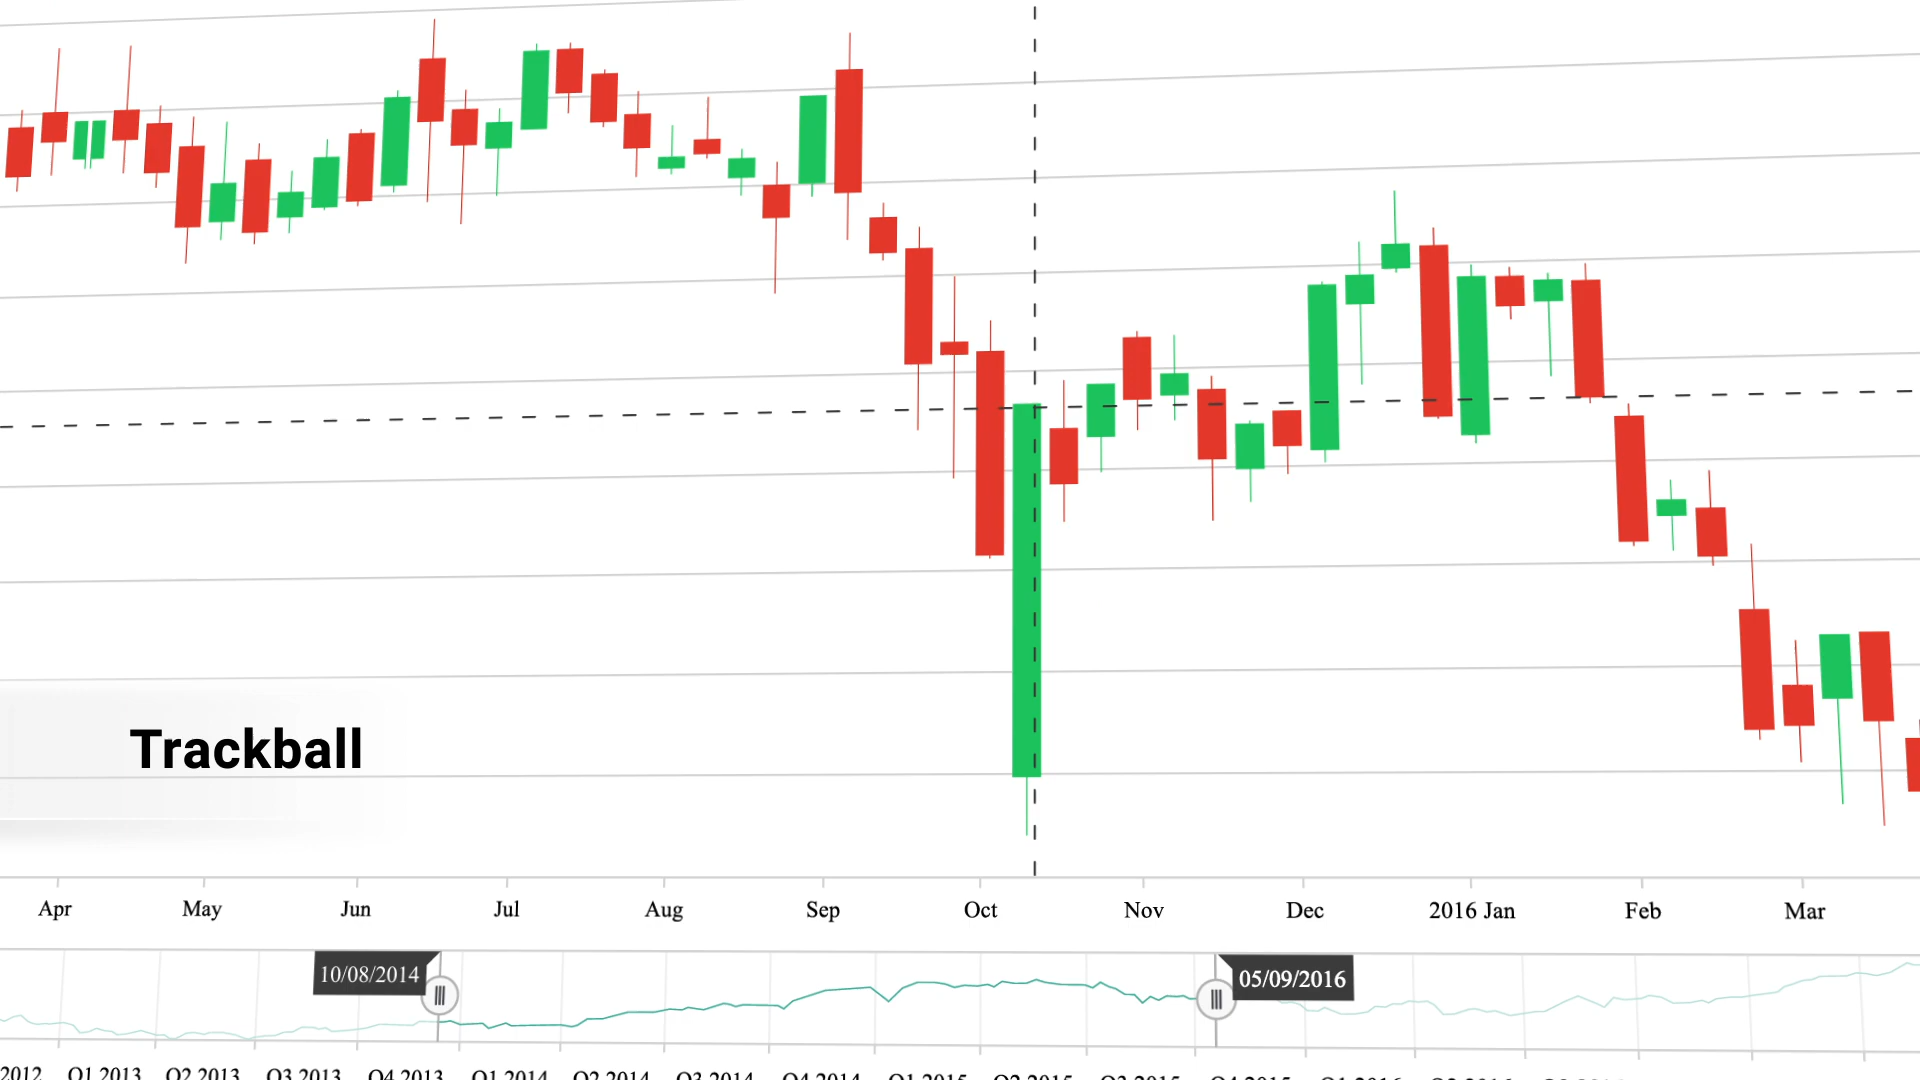 Trackball
Apr May Jun Jul Aug Sep Oct Nov Dec 2016 Jan Feb Mar
10/08/2014 05/09/2016
2012 Q1 2013 Q2 2013 Q3 2013 Q4 2013 Q1 2014 Q2 2014 Q3 2014 Q4 2014 Q1 2015 Q2 2015 Q3 2015 Q4 2015 Q1 2016